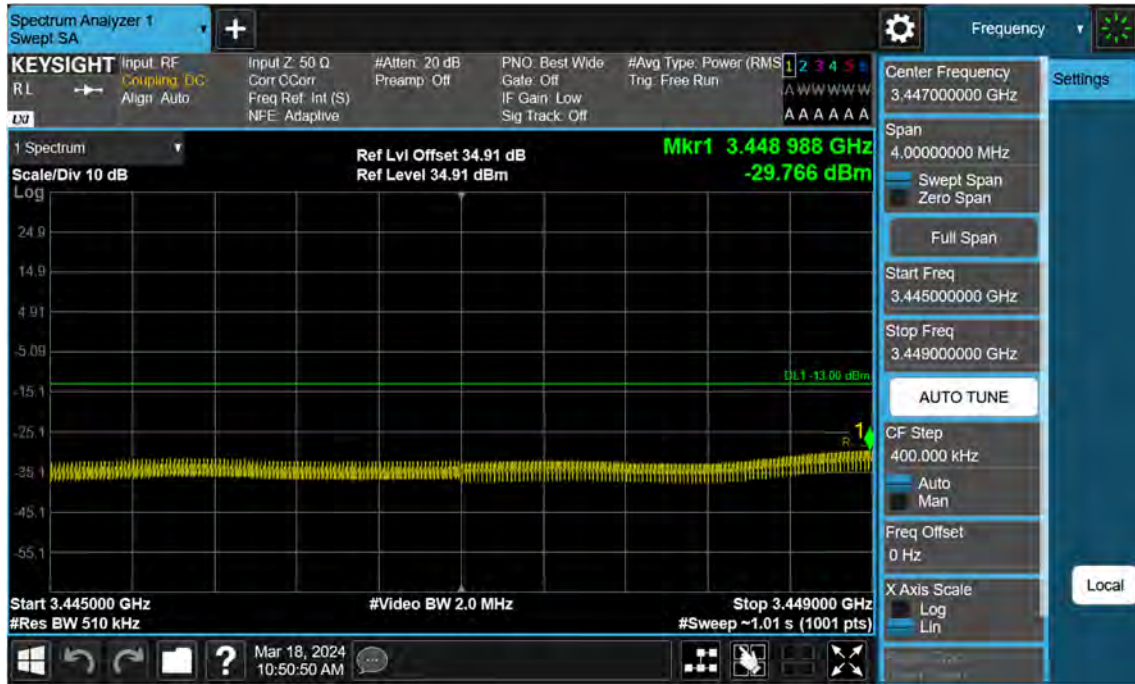 Spectrum Analyzer 1
Swept SA
+
Frequency
KEYSIGHT
RL
LXI
Input: RF
Coupling: DC
Align: Auto
Input Z: 50 Ω
Corr CCorr
Freq Ref: Int (S)
NFE: Adaptive
#Atten: 20 dB
Preamp: Off
PNO: Best Wide
Gate: Off
IF Gain: Low
Sig Track: Off
#Avg Type: Power (RMS
Trig: Free Run
1 2 3 4 5 6
A W W W W W
A A A A A A
1 Spectrum
Scale/Div 10 dB
Ref Lvl Offset 34.91 dB
Ref Level 34.91 dBm
Mkr1 3.448 988 GHz
-29.766 dBm
Log
24.9
14.9
4.91
-5.09
DL1 -13.00 dBm
-15.1
-25.1
1
-35.1
-45.1
-55.1
Start 3.445000 GHz
#Video BW 2.0 MHz
Stop 3.449000 GHz
#Res BW 510 kHz
#Sweep ~1.01 s (1001 pts)
?
Mar 18, 2024
10:50:50 AM
Center Frequency
3.447000000 GHz
Settings
Span
4.00000000 MHz
Swept Span
Zero Span
Full Span
Start Freq
3.445000000 GHz
Stop Freq
3.449000000 GHz
AUTO TUNE
CF Step
400.000 kHz
Auto
Man
Freq Offset
0 Hz
X Axis Scale
Log
Lin
Local